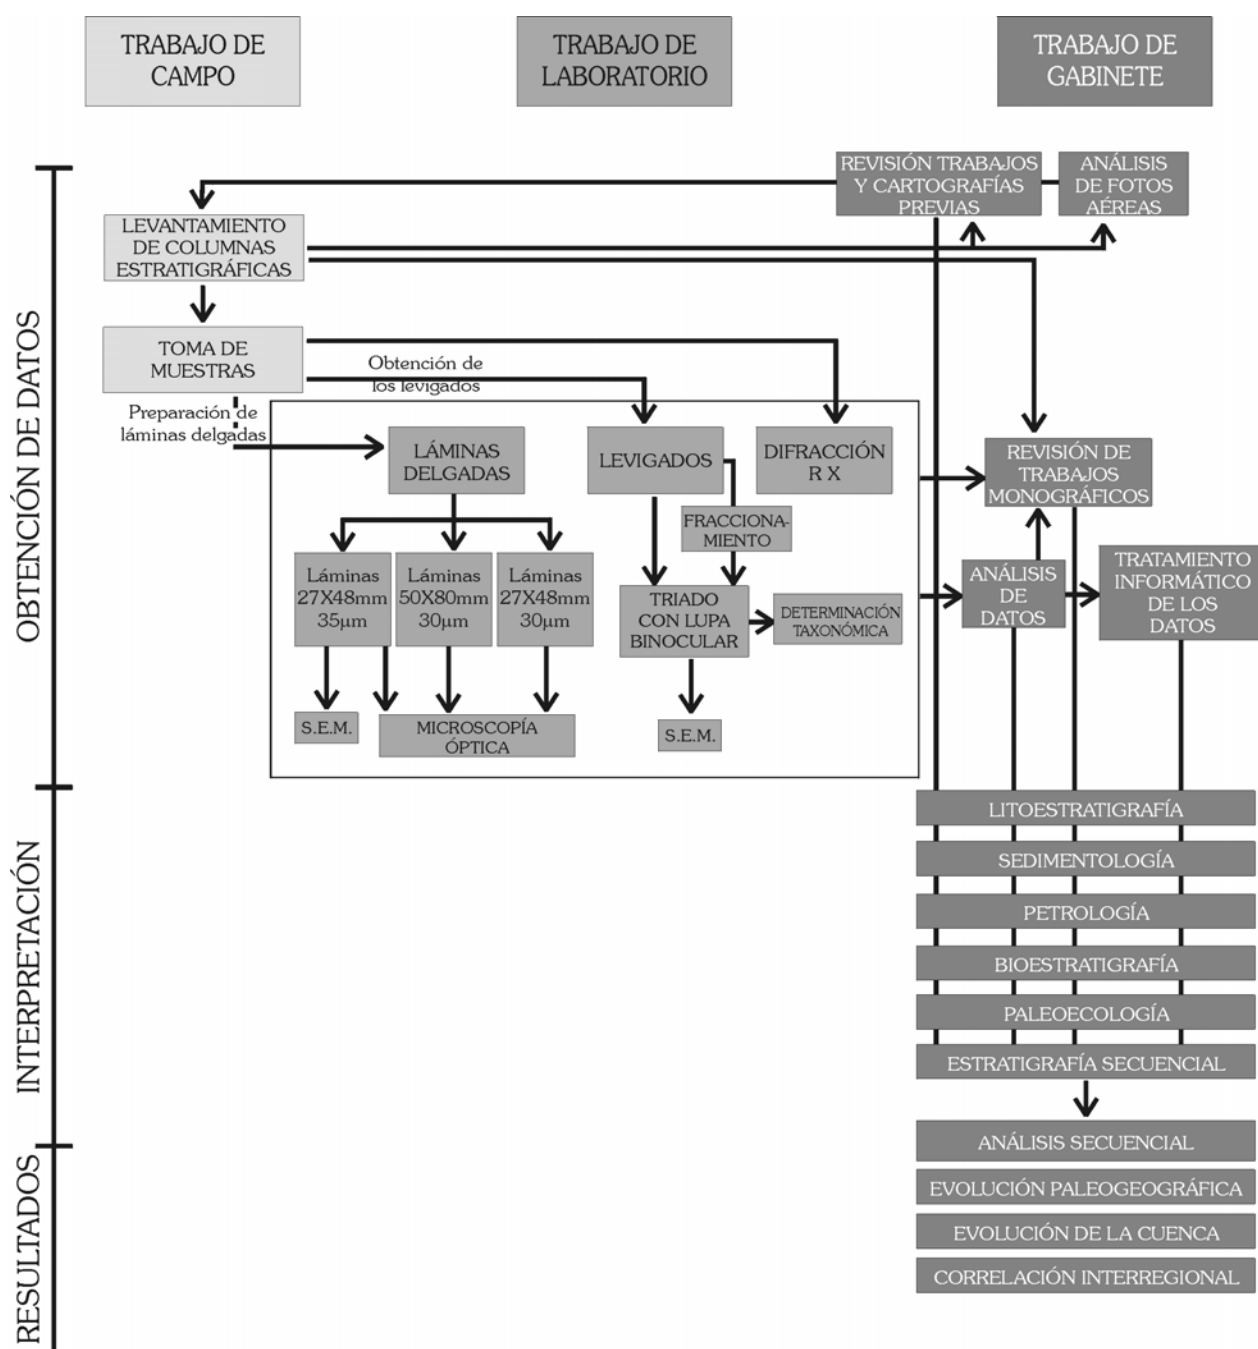 TRABAJO DE
CAMPO
TRABAJO DE
LABORATORIO
TRABAJO DE
GABINETE
OBTENCIÓN DE DATOS
REVISIÓN TRABAJOS
Y CARTOGRAFÍAS
PREVIAS
ANÁLISIS
DE FOTOS
AÉREAS
LEVANTAMIENTO
DE COLUMNAS
ESTRATIGRÁFICAS
TOMA DE
MUESTRAS
Obtención de
los levigados
Preparación de
láminas delgadas
LÁMINAS
DELGADAS
LEVIGADOS
DIFRACCIÓN
R X
REVISIÓN DE
TRABAJOS
MONOGRÁFICOS
FRACCIONA-
MIENTO
Láminas
27X48mm
35µm
Lámina
50X80mm
30µm
Láminas
27X48mm
30µm
TRIADO
CON LUPA
BINOCULAR
DETERMINACIÓN
TAXONÓMICA
ANÁLISIS
DE
DATOS
TRATAMIENTO
INFORMÁTICO
DE LOS
DATOS
S.E.M.
MICROSCOPÍA
ÓPTICA
S.E.M.
INTERPRETACIÓN
LITOESTRATIGRAFÍA
SEDIMENTOLOGÍA
PETROLOGÍA
BIOESTRATIGRAFÍA
PALEOECOLOGÍA
ESTRATIGRAFÍA SECUENCIAL
RESULTADOS
ANÁLISIS SECUENCIAL
EVOLUCIÓN PALEOGEOGRÁFICA
EVOLUCIÓN DE LA CUENCA
CORRELACIÓN INTERREGIONAL